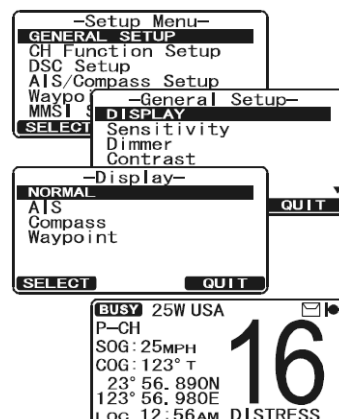 —Setup Menu—
GENERAL SETUP
CH Function Setup
DSC Setup
AIS/Compass Setup
MMSI
SELECT
—General Setup—
DISPLAY
Sensitivity
Dimmer
Contrast
QUIT
—Display—
NORMAL
AIS
Compass
Waypoint
SELECT QUIT
BUSY 25W USA
P-CH
SOG:25MPH
COG:123°T
23°56.890N
123°56.980E
LOC 12:56AM DISTRESS
16